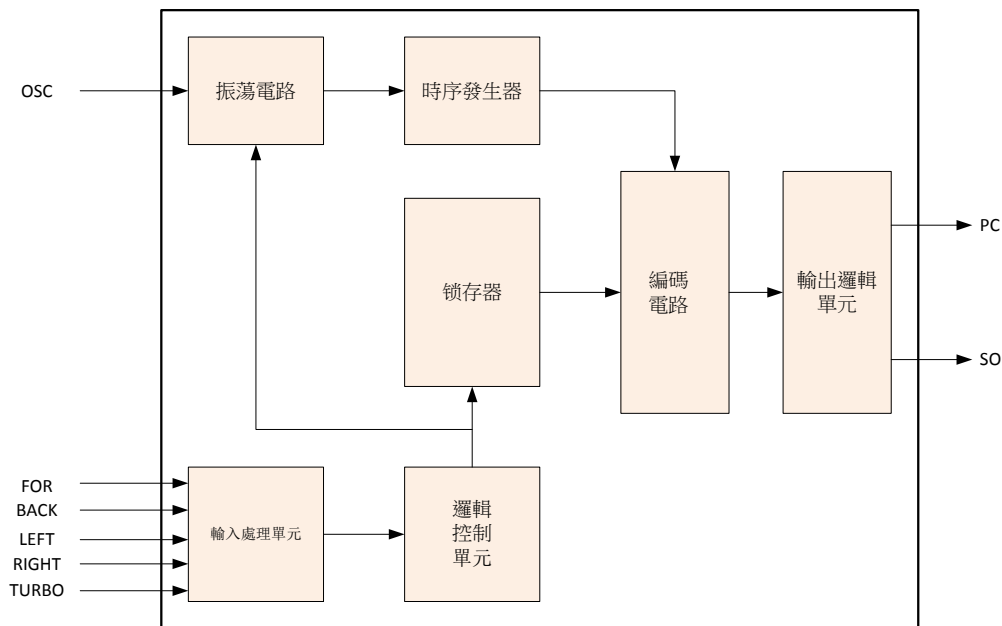 OSC
振荡電路
時序發生器
锁存器
编碼
電路
輸出邏輯
單元
PC
SO
FOR
BACK
LEFT
RIGHT
TURBO
輸入處理單元
邏輯
控制
單元